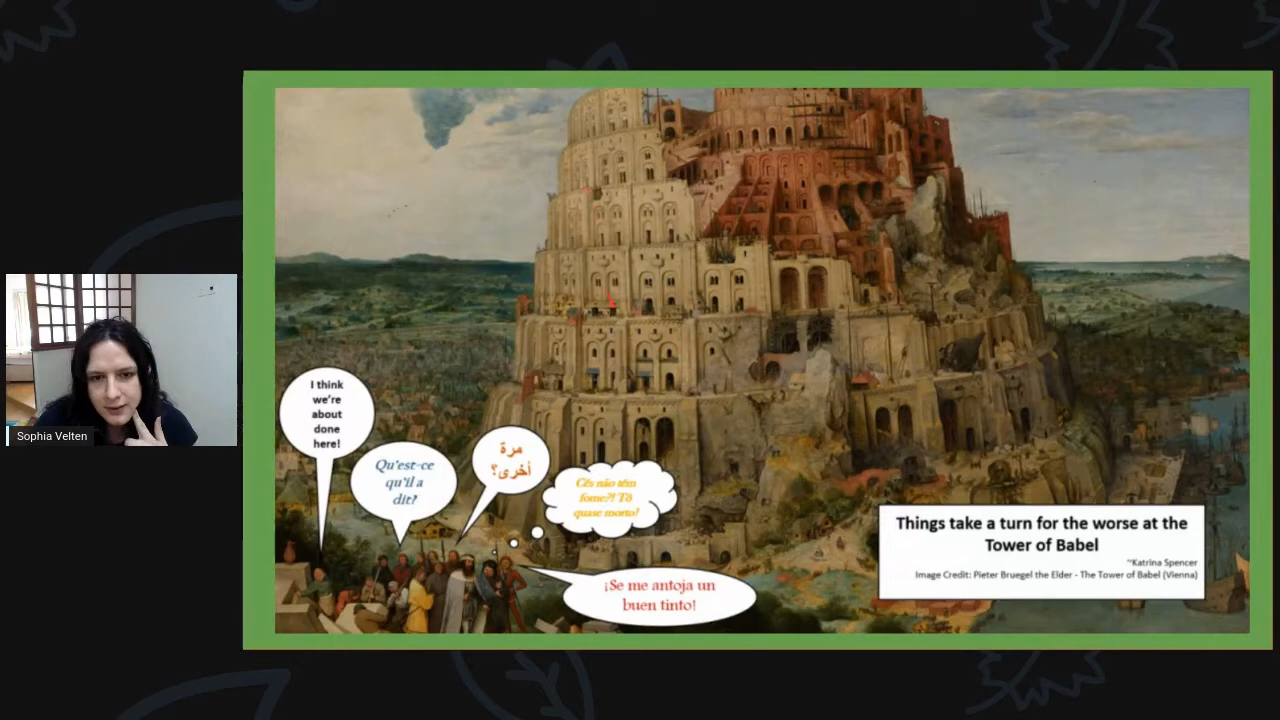 I think
we're
about
done
here!
Qu'est-ce
qu'il a
dit?
مرة
أخرى؟
Cês não têm
fome?! Tô
quase morto!
¡Se me antoja un
buen tinto!
Things take a turn for the worse at the
Tower of Babel
~Katrina Spencer
Image Credit: Pieter Bruegel the Elder - The Tower of Babel (Vienna)
Sophia Velten